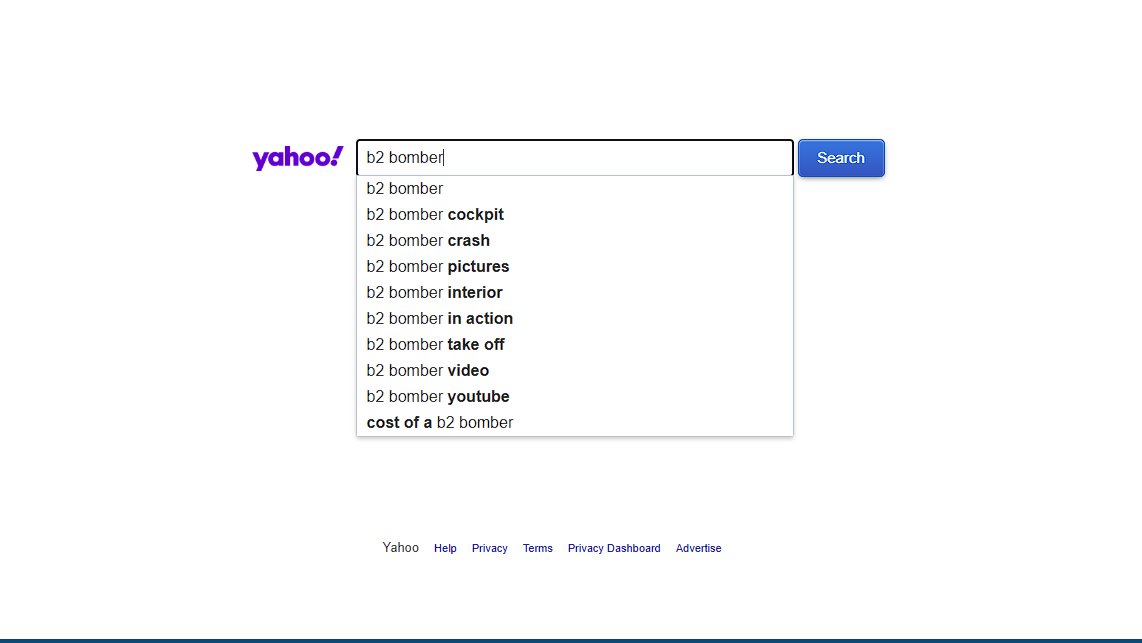 yahoo! b2 bomber Search
b2 bomber
b2 bomber cockpit
b2 bomber crash
b2 bomber pictures
b2 bomber interior
b2 bomber in action
b2 bomber take off
b2 bomber video
b2 bomber youtube
cost of a b2 bomber
Yahoo Help Privacy Terms Privacy Dashboard Advertise